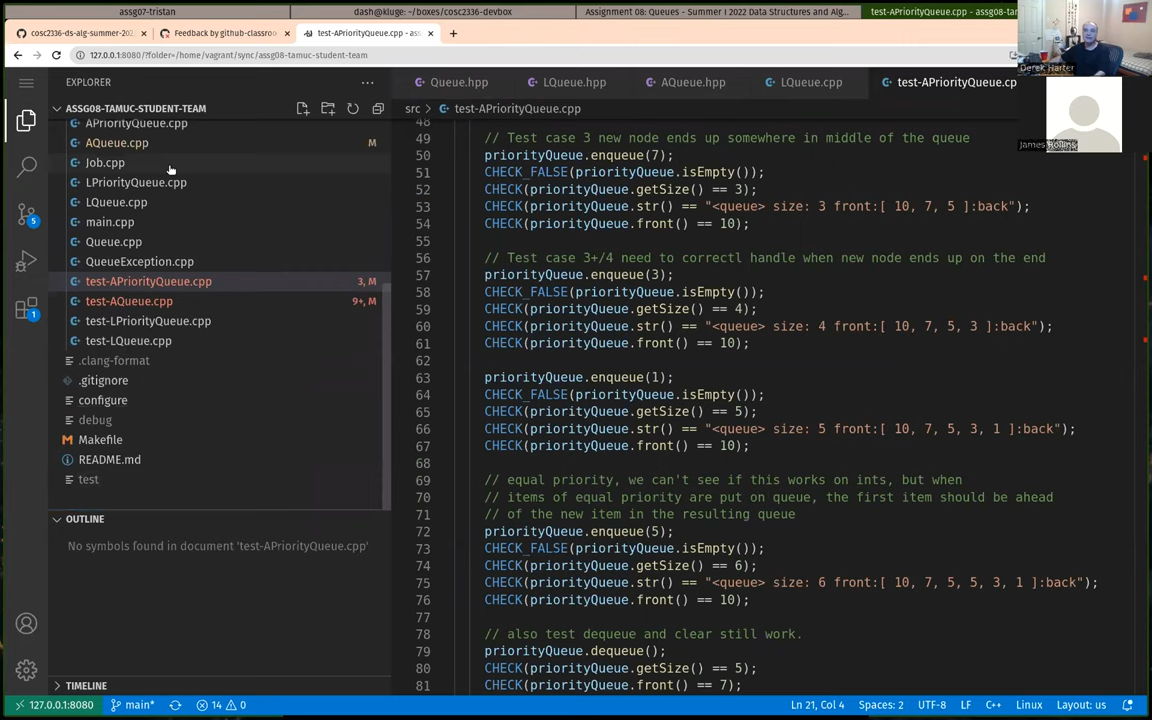 assg07-tristan
dash@kluge: ~/boxes/cosc2336-devbox
Assignment 08: Queues - Summer I 2022 Data Structures and Alg...
test-APriorityQueue.cpp - assg08-tamu
cosc2336-ds-alg-summer-202
Feedback by github-classroo
test-APriorityQueue.cpp - as
127.0.0.1:8080/?folder=/home/vagrant/sync/assg08-tamuc-student-team
Derek Harter
James Rollins
EXPLORER
Queue.hpp
LQueue.hpp
AQueue.hpp
LQueue.cpp
test-APriorityQueue.cpp
ASSG08-TAMUC-STUDENT-TEAM
src > test-APriorityQueue.cpp
APriorityQueue.cpp
AQueue.cpp M
Job.cpp
LPriorityQueue.cpp
LQueue.cpp
main.cpp
Queue.cpp
QueueException.cpp
test-APriorityQueue.cpp 3, M
test-AQueue.cpp 9+, M
test-LPriorityQueue.cpp
test-LQueue.cpp
.clang-format
.gitignore
configure
debug
Makefile
README.md
test
OUTLINE
No symbols found in document 'test-APriorityQueue.cpp'
TIMELINE
5
1
48
49 // Test case 3 new node ends up somewhere in middle of the queue
50 priorityQueue.enqueue(7);
51 CHECK_FALSE(priorityQueue.isEmpty());
52 CHECK(priorityQueue.getSize() == 3);
53 CHECK(priorityQueue.str() == "<queue> size: 3 front:[ 10, 7, 5 ]:back");
54 CHECK(priorityQueue.front() == 10);
55
56 // Test case 3+/4 need to correctl handle when new node ends up on the end
57 priorityQueue.enqueue(3);
58 CHECK_FALSE(priorityQueue.isEmpty());
59 CHECK(priorityQueue.getSize() == 4);
60 CHECK(priorityQueue.str() == "<queue> size: 4 front:[ 10, 7, 5, 3 ]:back");
61 CHECK(priorityQueue.front() == 10);
62
63 priorityQueue.enqueue(1);
64 CHECK_FALSE(priorityQueue.isEmpty());
65 CHECK(priorityQueue.getSize() == 5);
66 CHECK(priorityQueue.str() == "<queue> size: 5 front:[ 10, 7, 5, 3, 1 ]:back");
67 CHECK(priorityQueue.front() == 10);
68
69 // equal priority, we can't see if this works on ints, but when
70 // items of equal priority are put on queue, the first item should be ahead
71 // of the new item in the resulting queue
72 priorityQueue.enqueue(5);
73 CHECK_FALSE(priorityQueue.isEmpty());
74 CHECK(priorityQueue.getSize() == 6);
75 CHECK(priorityQueue.str() == "<queue> size: 6 front:[ 10, 7, 5, 5, 3, 1 ]:back");
76 CHECK(priorityQueue.front() == 10);
77
78 // also test dequeue and clear still work.
79 priorityQueue.dequeue();
80 CHECK(priorityQueue.getSize() == 5);
81 CHECK(priorityQueue.front() == 7);
127.0.0.1:8080 main* 14 0 Ln 21, Col 4 Spaces: 2 UTF-8 LF C++ Linux Layout: us